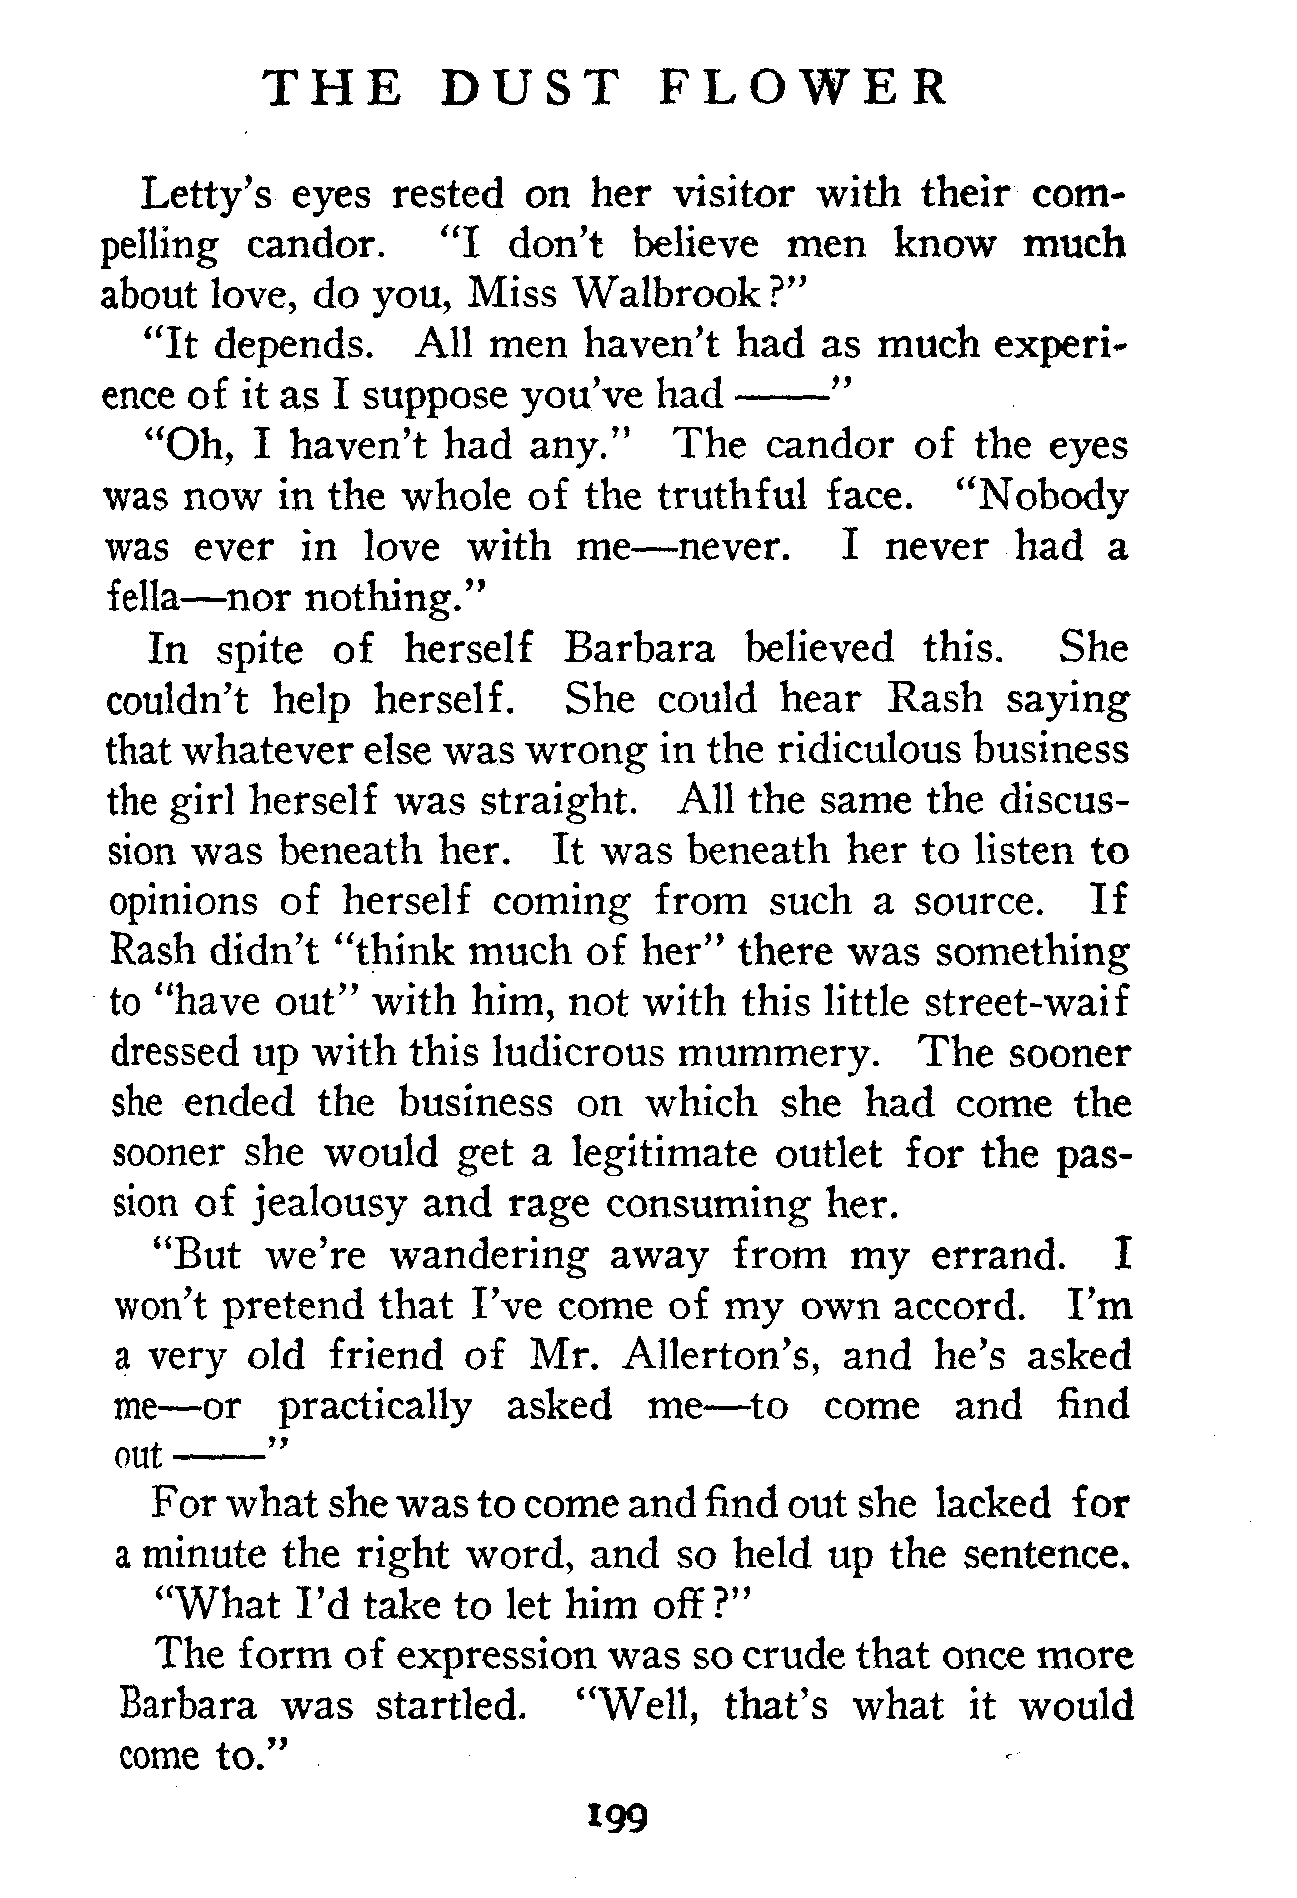 THE DUST FLOWER
Letty's eyes rested on her visitor with their com-
pelling candor. "I don't believe men know much
about love, do you, Miss Walbrook?"
"It depends. All men haven't had as much experi-
ence of it as I suppose you've had ——"
"Oh, I haven't had any." The candor of the eyes
was now in the whole of the truthful face. "Nobody
was ever in love with me—never. I never had a
fella—nor nothing."
In spite of herself Barbara believed this. She
couldn't help herself. She could hear Rash saying
that whatever else was wrong in the ridiculous business
the girl herself was straight. All the same the discus-
sion was beneath her. It was beneath her to listen to
opinions of herself coming from such a source. If
Rash didn't "think much of her" there was something
to "have out" with him, not with this little street-waif
dressed up with this ludicrous mummery. The sooner
she ended the business on which she had come the
sooner she would get a legitimate outlet for the pas-
sion of jealousy and rage consuming her.
"But we're wandering away from my errand. I
won't pretend that I've come of my own accord. I'm
a very old friend of Mr. Allerton's, and he's asked
me—or practically asked me—to come and find
out ——"
For what she was to come and find out she lacked for
a minute the right word, and so held up the sentence.
"What I'd take to let him off?"
The form of expression was so crude that once more
Barbara was startled. "Well, that's what it would
come to."
199